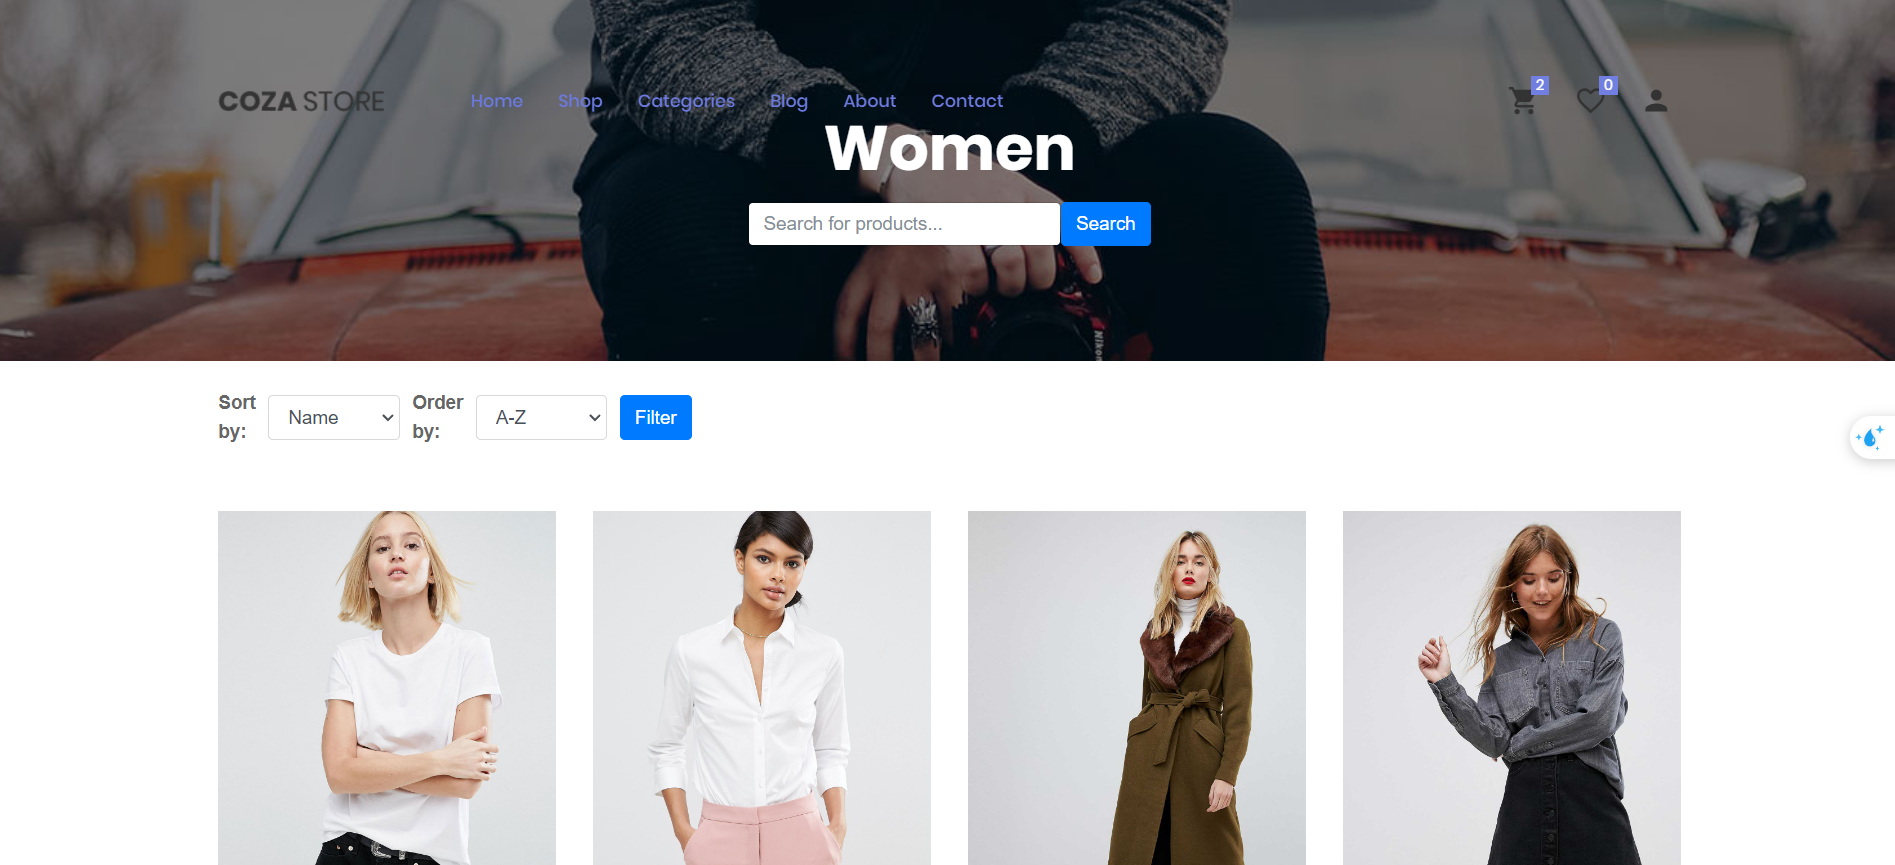 COZA STORE Home Shop Categories Blog About Contact 2 0
Women
Search for products... Search
Sort by: Name Order by: A-Z Filter
Nikon